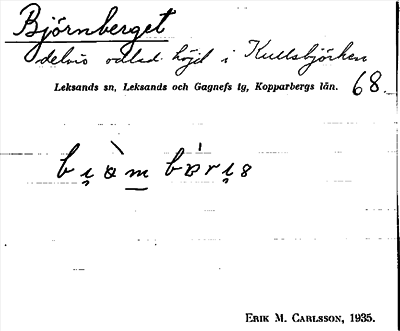 Björnberget
delvis odlad höjd i Kullsbjörken
Leksands sn, Leksands och Gagnefs tg, Kopparbergs län. 68.
ERIK M. CARLSSON, 1935.